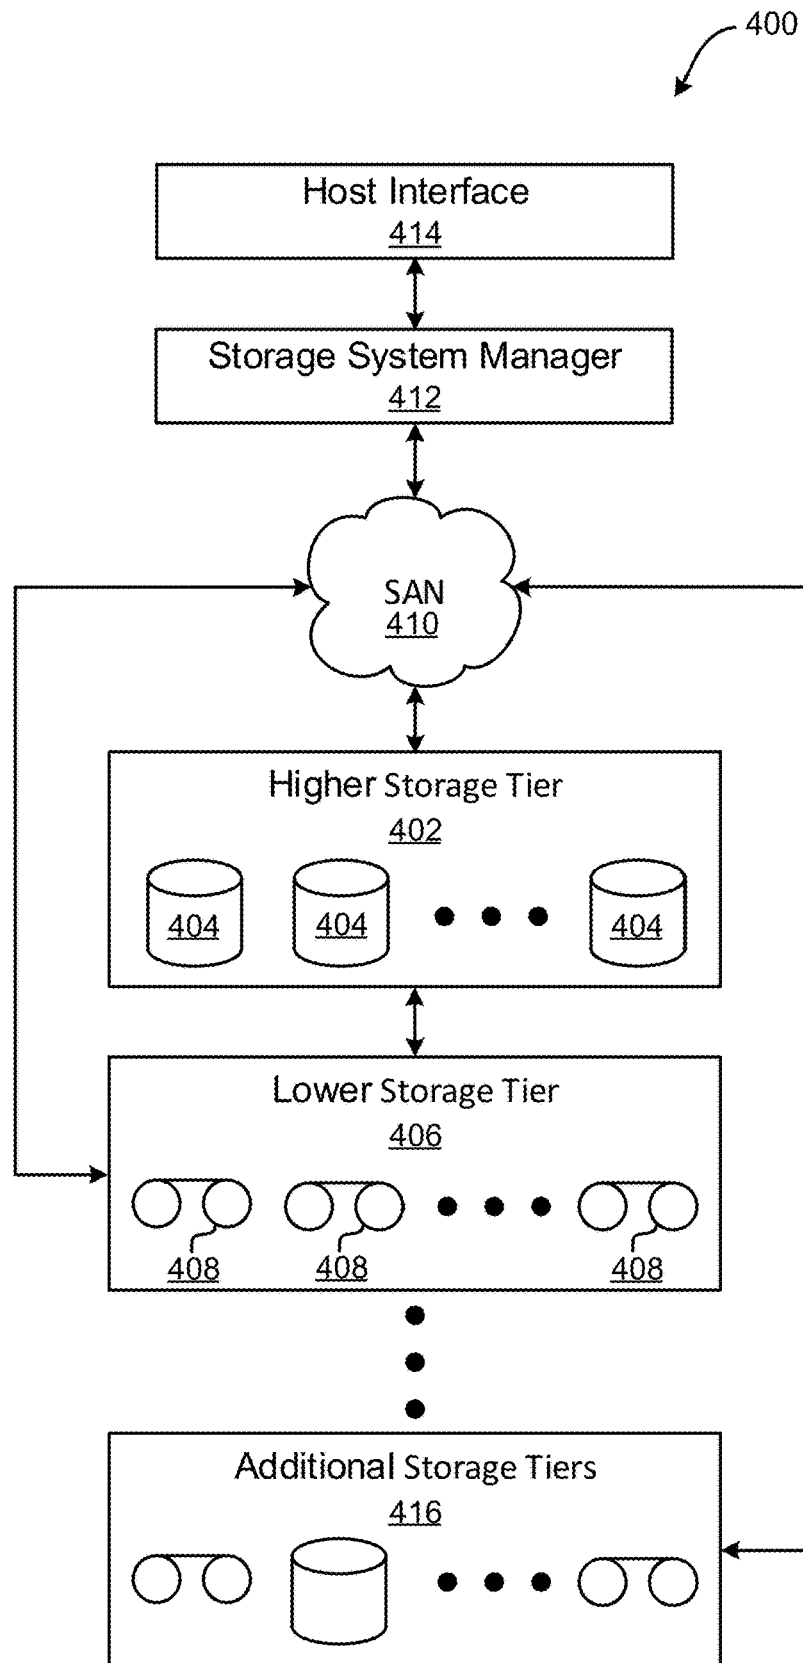 400
Host Interface
414
Storage System Manager
412
SAN
410
Higher Storage Tier
402
404 404 404
Lower Storage Tier
406
408 408 408
Additional Storage Tiers
416